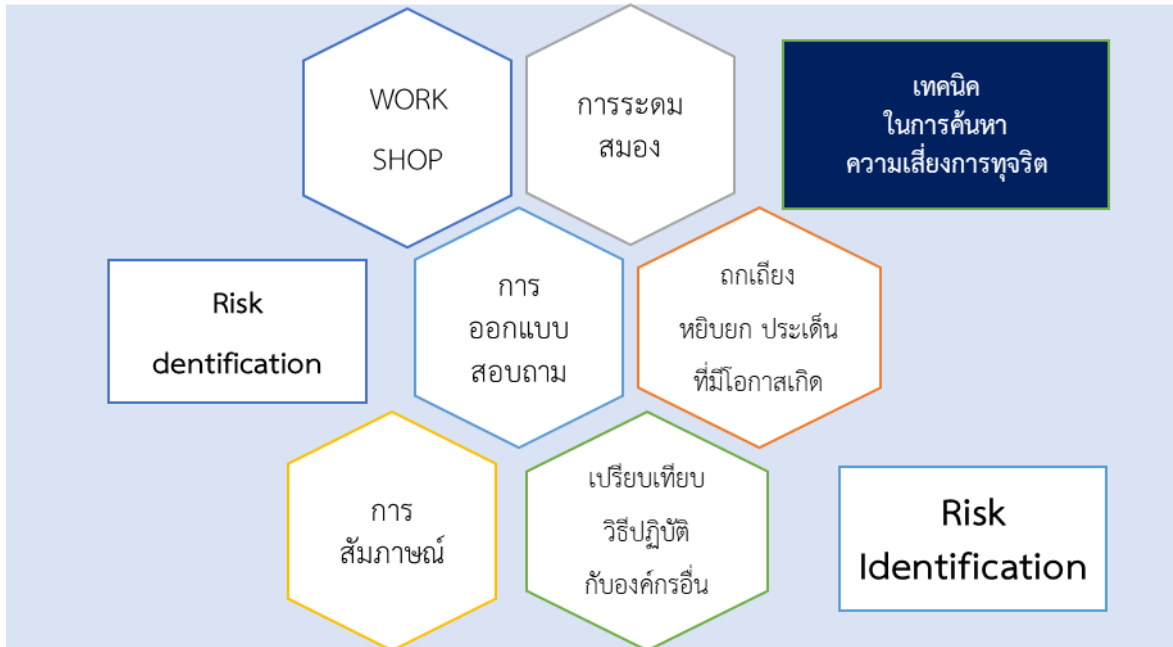 WORK
SHOP
การระดม
สมอง
เทคนิค
ในการค้นหา
ความเสี่ยงการทุจริต
Risk
dentification
การ
ออกแบบ
สอบถาม
ถกเถียง
หยิบยก ประเด็น
ที่มีโอกาสเกิด
การ
สัมภาษณ์
เปรียบเทียบ
วิธีปฏิบัติ
กับองค์กรอื่น
Risk
Identification